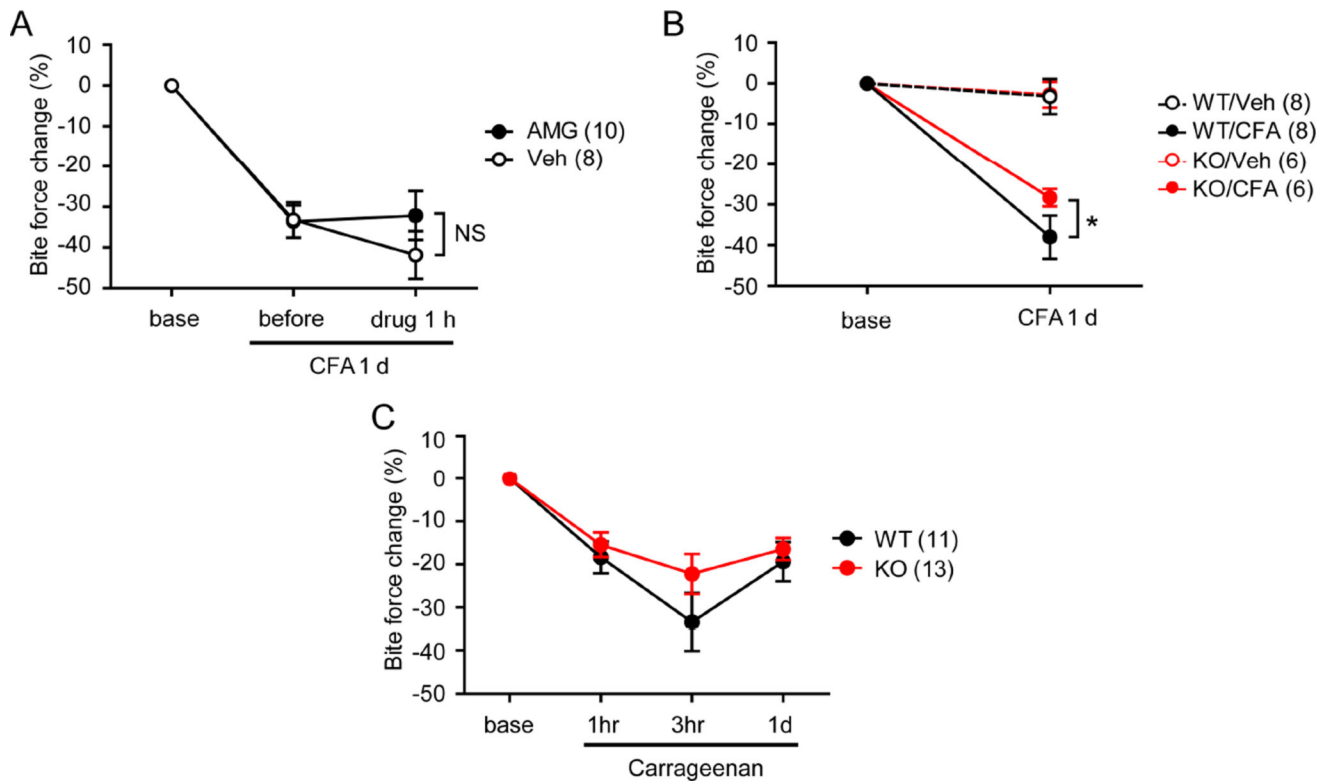 A
Bite force change (%)
10
0
-10
-20
-30
-40
-50
base
before
drug 1 h
CFA 1 d
NS
AMG (10)
Veh (8)
B
Bite force change (%)
10
0
-10
-20
-30
-40
-50
base
CFA 1 d
*
WT/Veh (8)
WT/CFA (8)
KO/Veh (6)
KO/CFA (6)
C
Bite force change (%)
10
0
-10
-20
-30
-40
-50
base
1hr
3hr
1d
Carrageenan
WT (11)
KO (13)